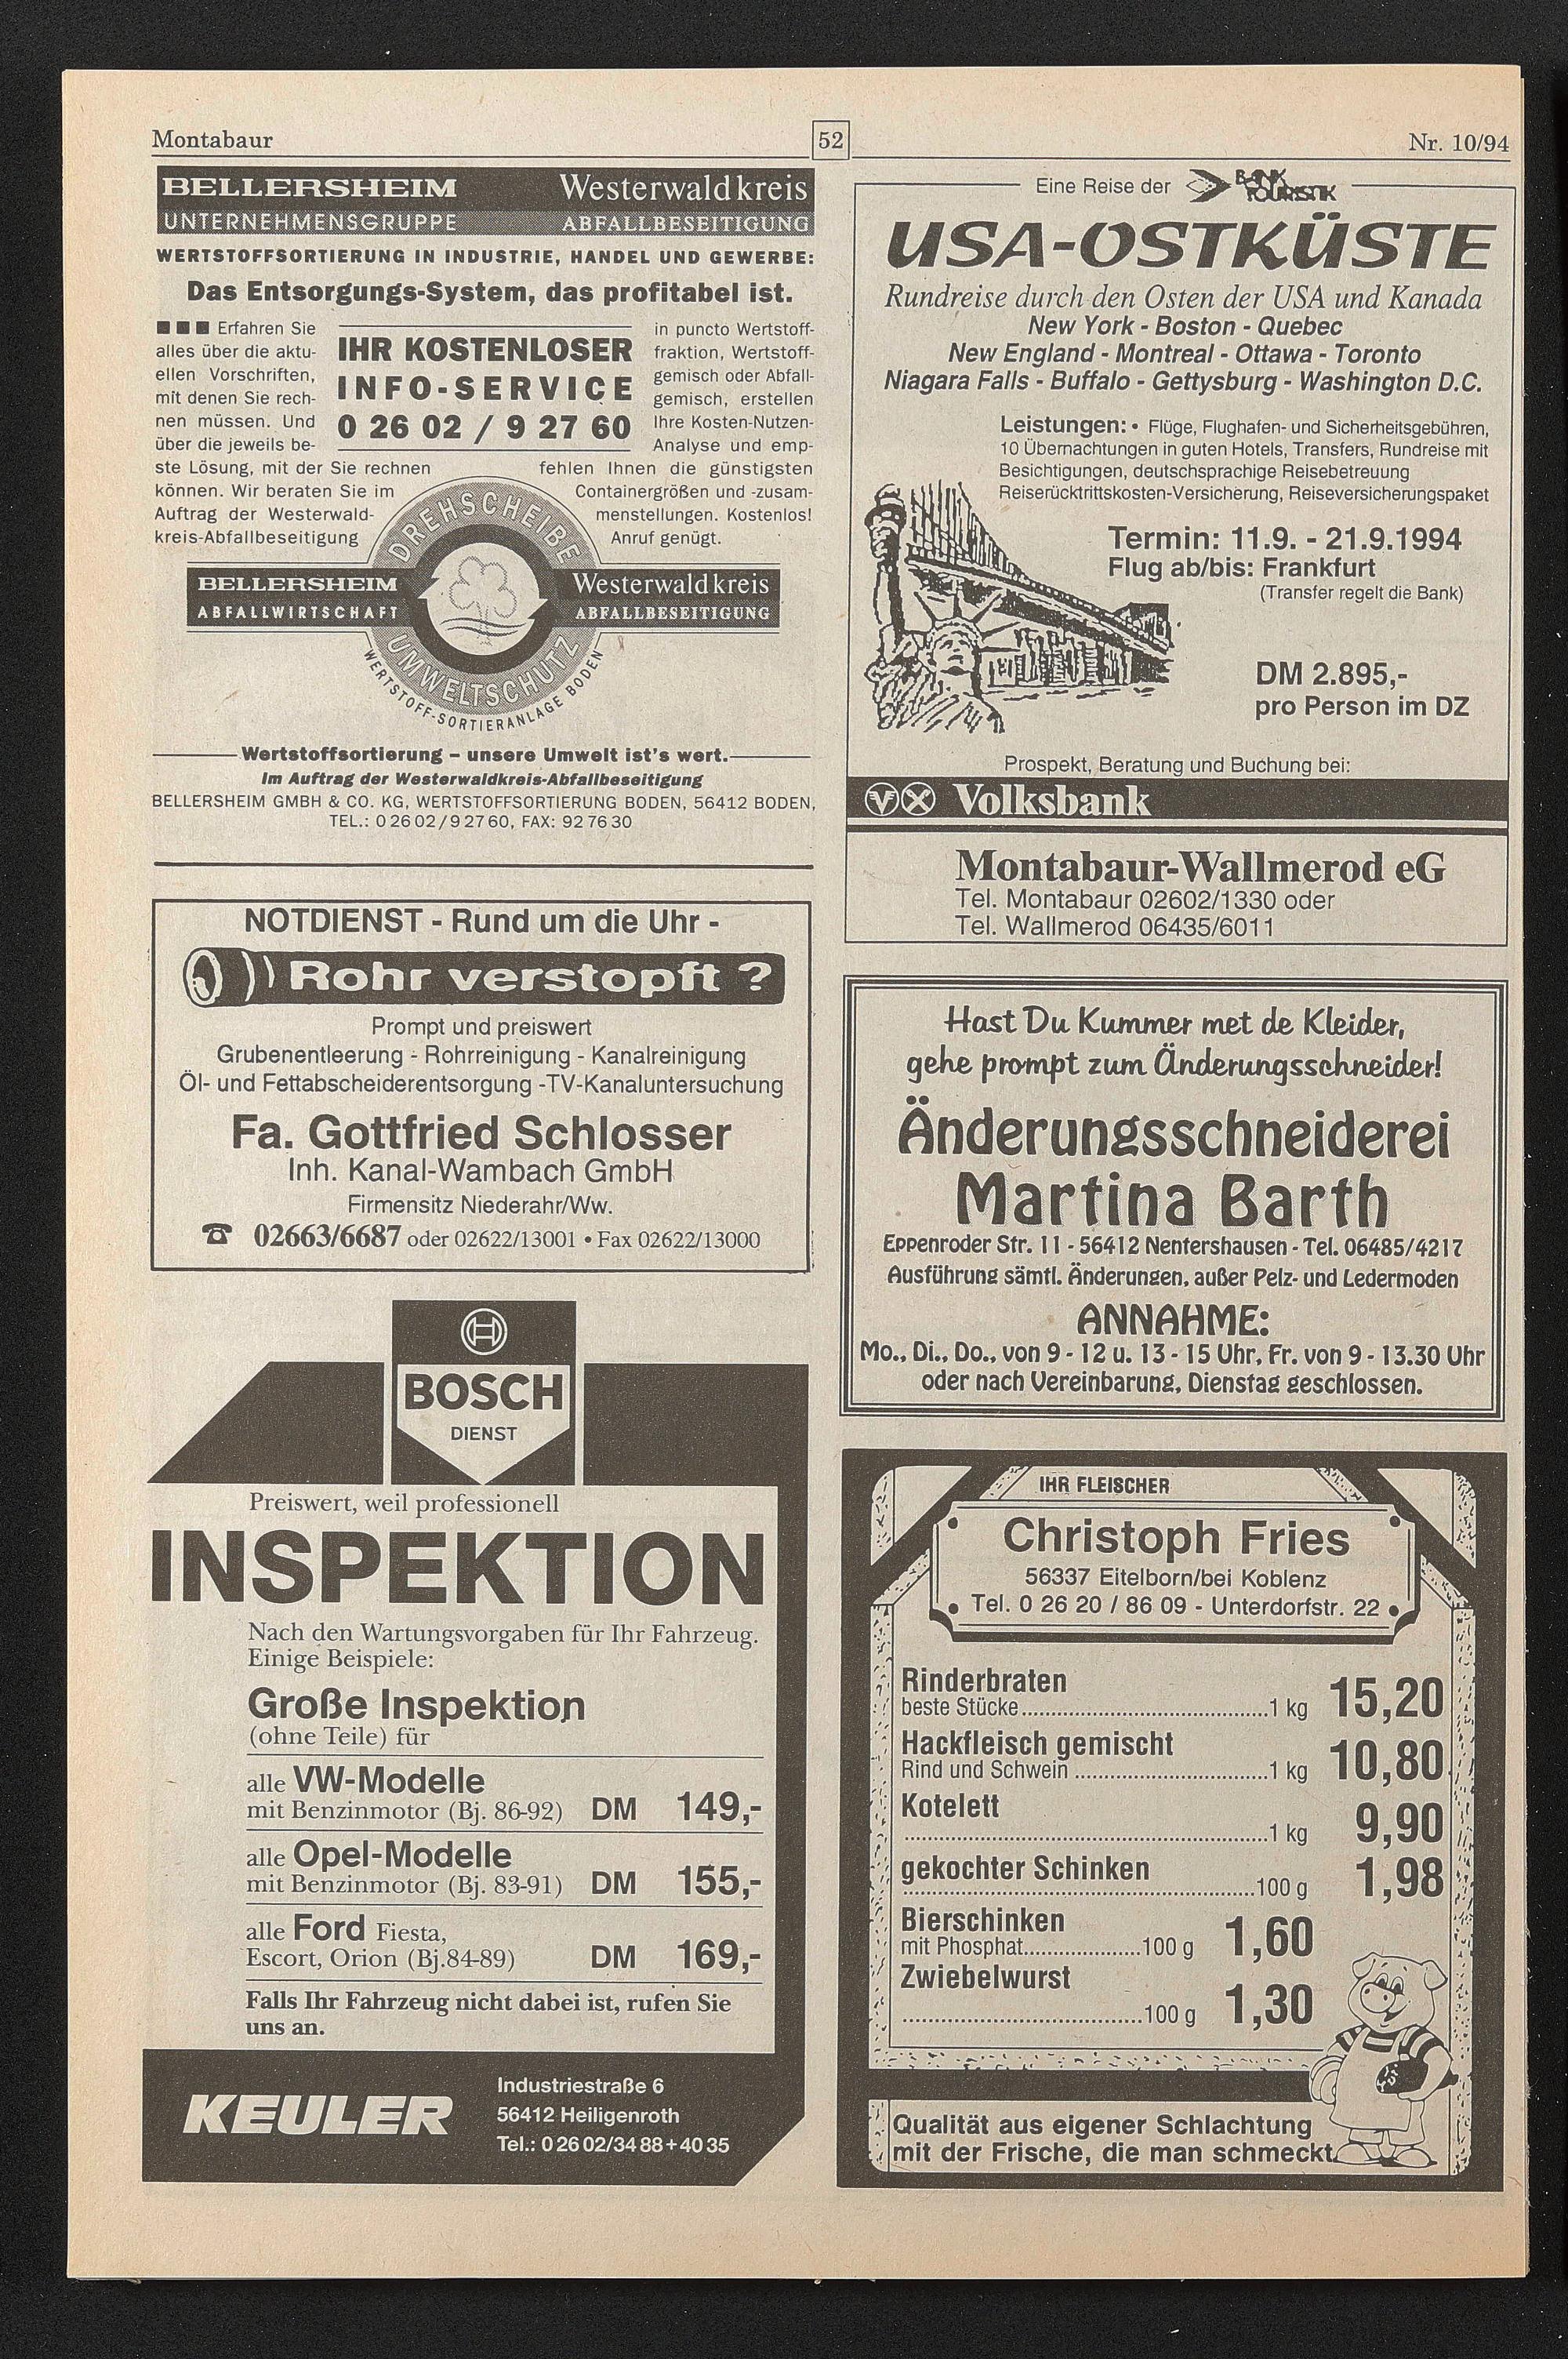 Montabaur
52
Nr. 10/94
BELLERSHEIM
UNTERNEHMENSGRUPPE
Westerwaldkreis
ABFALLBESEITIGUNG
WERTSTOFFSORTIERUNG IN INDUSTRIE, HANDEL UND GEWERBE:
Das Entsorgungs-System, das profitabel ist.
■ ■ ■ Erfahren Sie
alles über die aktu-
ellen Vorschriften,
mit denen Sie rech-
nen müssen. Und
über die jeweils be-
ste Lösung, mit der Sie rechnen
können. Wir beraten Sie im
Auftrag der Westerwald-
kreis-Abfallbeseitigung
IHR KOSTENLOSER
INFO-SERVICE
0 26 02 / 9 27 60
in puncto Wertstoff-
fraktion, Wertstoff-
gemisch oder Abfall-
gemisch, erstellen
Ihre Kosten-Nutzen-
Analyse und emp-
fehlen Ihnen die günstigsten
Containergrößen und -zusam-
menstellungen. Kostenlos!
Anruf genügt.
DREHSCHEIBE
BELLERSHEIM
ABFALLWIRTSCHAFT
Westerwaldkreis
ABFALLBESEITIGUNG
UMWELTSCHUTZ
WERTSTOFF-SORTIERANLAGE BODEN
Wertstoffsortierung – unsere Umwelt ist's wert.
Im Auftrag der Westerwaldkreis-Abfallbeseitigung
BELLERSHEIM GMBH & CO. KG, WERTSTOFFSORTIERUNG BODEN, 56412 BODEN,
TEL.: 0 26 02 / 9 27 60, FAX: 92 76 30
NOTDIENST - Rund um die Uhr -
Rohr verstopft ?
Prompt und preiswert
Grubenentleerung - Rohrreinigung - Kanalreinigung
Öl- und Fettabscheiderentsorgung -TV-Kanaluntersuchung
Fa. Gottfried Schlosser
Inh. Kanal-Wambach GmbH
Firmensitz Niederahr/Ww.
☎ 02663/6687 oder 02622/13001 • Fax 02622/13000
BOSCH
DIENST
Preiswert, weil professionell
INSPEKTION
Nach den Wartungsvorgaben für Ihr Fahrzeug.
Einige Beispiele:
Große Inspektion
(ohne Teile) für
alle VW-Modelle
mit Benzinmotor (Bj. 86-92) DM 149,-
alle Opel-Modelle
mit Benzinmotor (Bj. 83-91) DM 155,-
alle Ford Fiesta,
Escort, Orion (Bj.84-89) DM 169,-
Falls Ihr Fahrzeug nicht dabei ist, rufen Sie
uns an.
KEULER
Industriestraße 6
56412 Heiligenroth
Tel.: 0 26 02/34 88 + 40 35
Eine Reise der BANK TOURISTIK
USA-OSTKÜSTE
Rundreise durch den Osten der USA und Kanada
New York - Boston - Quebec
New England - Montreal - Ottawa - Toronto
Niagara Falls - Buffalo - Gettysburg - Washington D.C.
Leistungen: • Flüge, Flughafen- und Sicherheitsgebühren,
10 Übernachtungen in guten Hotels, Transfers, Rundreise mit
Besichtigungen, deutschsprachige Reisebetreuung
Reiserücktrittskosten-Versicherung, Reiseversicherungspaket
Termin: 11.9. - 21.9.1994
Flug ab/bis: Frankfurt
(Transfer regelt die Bank)
DM 2.895,-
pro Person im DZ
Prospekt, Beratung und Buchung bei:
Volksbank
Montabaur-Wallmerod eG
Tel. Montabaur 02602/1330 oder
Tel. Wallmerod 06435/6011
Hast Du Kummer met de Kleider,
gehe prompt zum Änderungsschneider!
Änderungsschneiderei
Martina Barth
Eppenroder Str. 11 - 56412 Nentershausen - Tel. 06485/4217
Ausführung sämtl. Änderungen, außer Pelz- und Ledermoden
ANNAHME:
Mo., Di., Do., von 9 - 12 u. 13 - 15 Uhr, Fr. von 9 - 13.30 Uhr
oder nach Vereinbarung, Dienstag geschlossen.
IHR FLEISCHER
Christoph Fries
56337 Eitelborn/bei Koblenz
Tel. 0 26 20 / 86 09 - Unterdorfstr. 22
Rinderbraten
beste Stücke 1 kg 15,20
Hackfleisch gemischt
Rind und Schwein 1 kg 10,80
Kotelett
1 kg 9,90
gekochter Schinken
100 g 1,98
Bierschinken
mit Phosphat 100 g 1,60
Zwiebelwurst
100 g 1,30
Qualität aus eigener Schlachtung
mit der Frische, die man schmeckt.